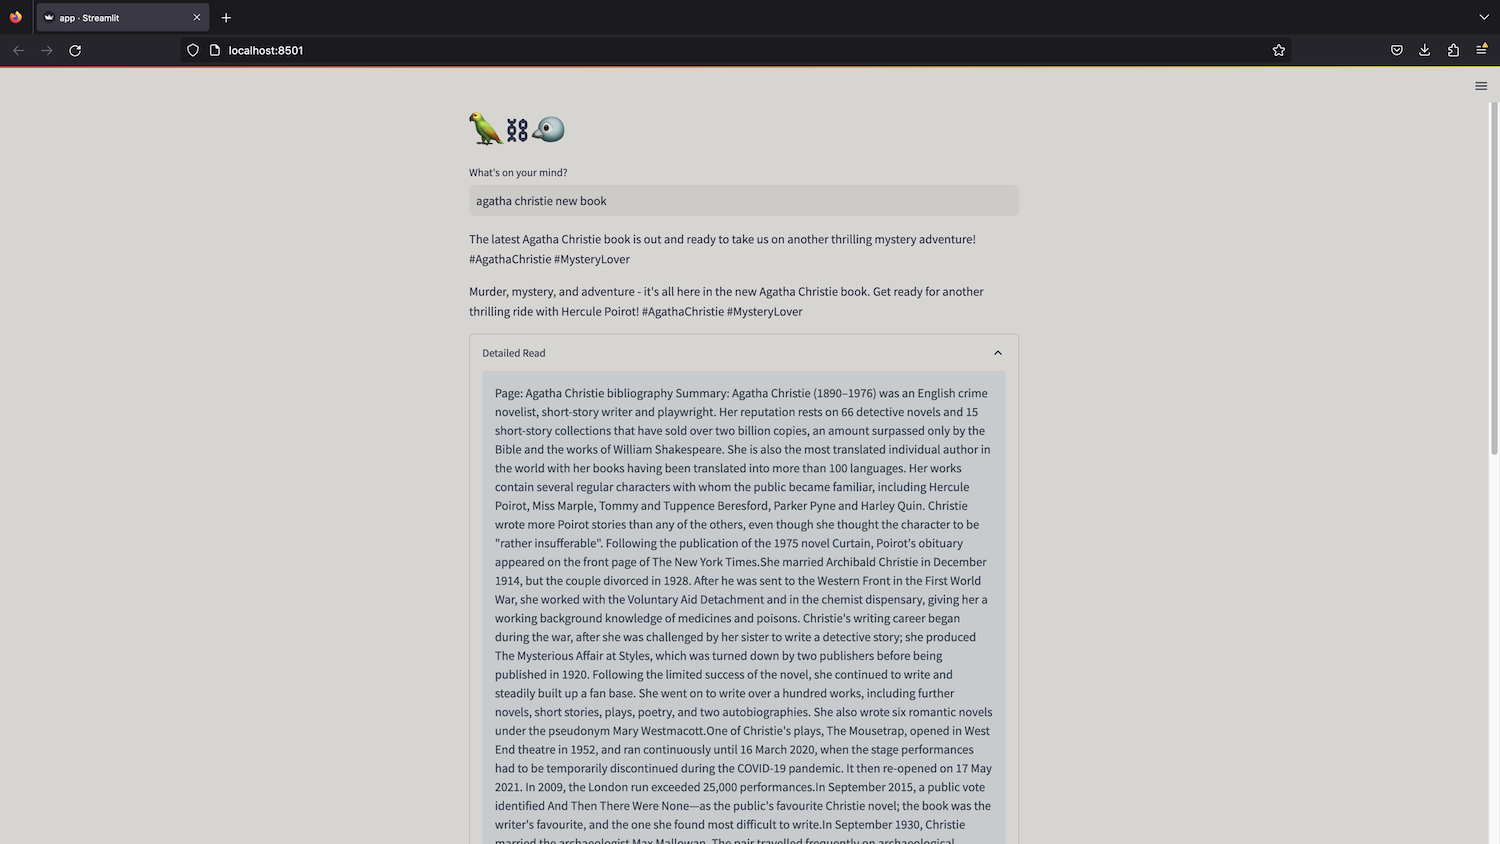 app · Streamlit
localhost:8501
What's on your mind?
agatha christie new book
The latest Agatha Christie book is out and ready to take us on another thrilling mystery adventure!
#AgathaChristie #MysteryLover
Murder, mystery, and adventure - it's all here in the new Agatha Christie book. Get ready for another
thrilling ride with Hercule Poirot! #AgathaChristie #MysteryLover
Detailed Read
Page: Agatha Christie bibliography Summary: Agatha Christie (1890–1976) was an English crime
novelist, short-story writer and playwright. Her reputation rests on 66 detective novels and 15
short-story collections that have sold over two billion copies, an amount surpassed only by the
Bible and the works of William Shakespeare. She is also the most translated individual author in
the world with her books having been translated into more than 100 languages. Her works
contain several regular characters with whom the public became familiar, including Hercule
Poirot, Miss Marple, Tommy and Tuppence Beresford, Parker Pyne and Harley Quin. Christie
wrote more Poirot stories than any of the others, even though she thought the character to be
"rather insufferable". Following the publication of the 1975 novel Curtain, Poirot's obituary
appeared on the front page of The New York Times.She married Archibald Christie in December
1914, but the couple divorced in 1928. After he was sent to the Western Front in the First World
War, she worked with the Voluntary Aid Detachment and in the chemist dispensary, giving her a
working background knowledge of medicines and poisons. Christie's writing career began
during the war, after she was challenged by her sister to write a detective story; she produced
The Mysterious Affair at Styles, which was turned down by two publishers before being
published in 1920. Following the limited success of the novel, she continued to write and
steadily built up a fan base. She went on to write over a hundred works, including further
novels, short stories, plays, poetry, and two autobiographies. She also wrote six romantic novels
under the pseudonym Mary Westmacott.One of Christie's plays, The Mousetrap, opened in West
End theatre in 1952, and ran continuously until 16 March 2020, when the stage performances
had to be temporarily discontinued during the COVID-19 pandemic. It then re-opened on 17 May
2021. In 2009, the London run exceeded 25,000 performances.In September 2015, a public vote
identified And Then There Were None—as the public's favourite Christie novel; the book was the
writer's favourite, and the one she found most difficult to write.In September 1930, Christie
married the archaeologist Max Mallowan. The pair travelled frequently on archaeological